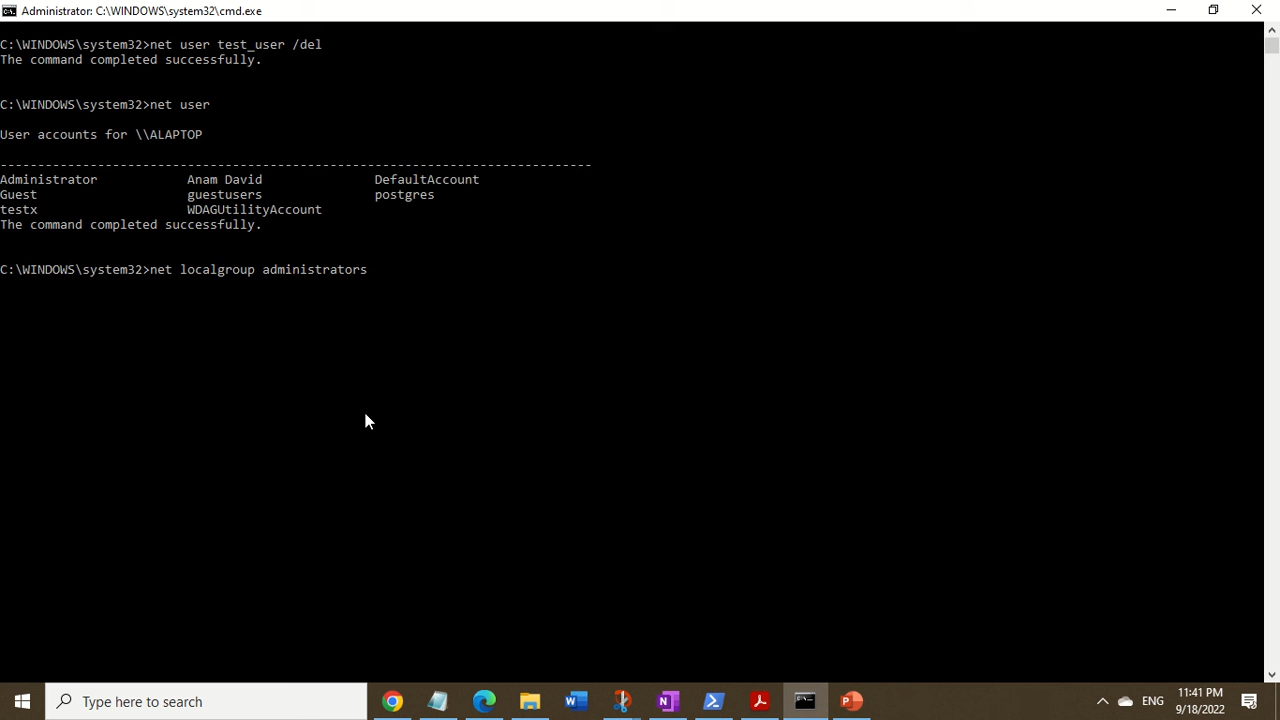 Administrator: C:\WINDOWS\system32\cmd.exe
C:\WINDOWS\system32>net user test_user /del
The command completed successfully.
C:\WINDOWS\system32>net user
User accounts for \\ALAPTOP
-------------------------------------------------------------------------------
Administrator            Anam David               DefaultAccount
Guest                    guestusers               postgres
testx                    WDAGUtilityAccount
The command completed successfully.
C:\WINDOWS\system32>net localgroup administrators
Type here to search
ENG
11:41 PM
9/18/2022